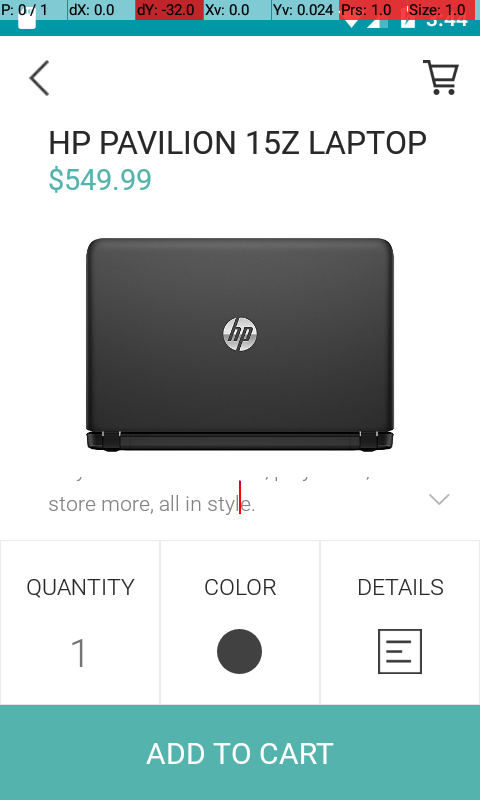 P: 0 / 1 dX: 0.0 dY: -32.0 Xv: 0.0 Yv: 0.024 Prs: 1.0 Size: 1.0
3:44
HP PAVILION 15Z LAPTOP
$549.99
hp
store more, all in style.
QUANTITY COLOR DETAILS
1
ADD TO CART